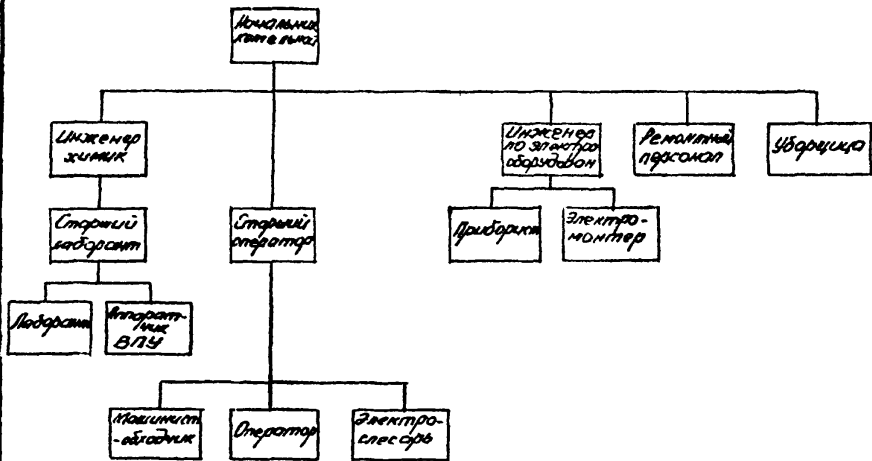 Начальник
котельной
Инженер
химик
Инженер
по электро
оборудован
Ремонтный
персонал
Уборщица
Старший
лаборант
Старший
оператор
Приборист
Электро-
монтер
Лаборант
Аппарат-
чик
ВПУ
Машинист
-обходчик
Оператор
Электро-
слесарь